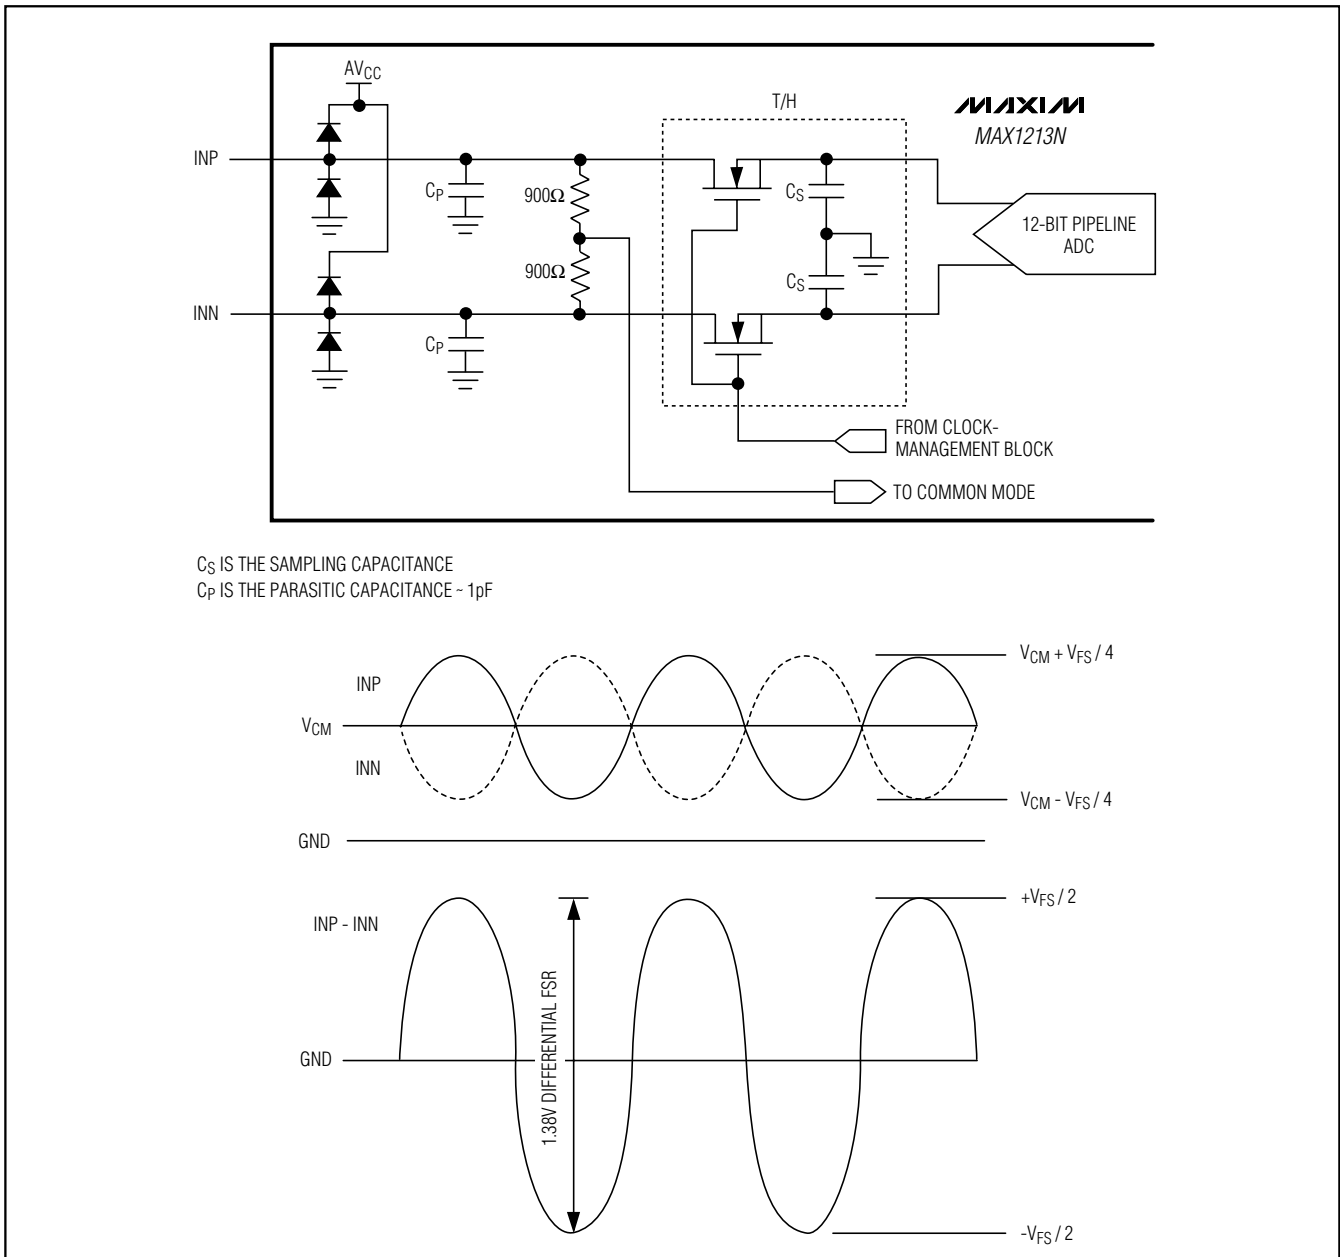 AVCC
T/H
MAXIM
MAX1213N
INP
CP
900Ω
CS
12-BIT PIPELINE
ADC
900Ω
CS
INN
CP
FROM CLOCK-
MANAGEMENT BLOCK
TO COMMON MODE
CS IS THE SAMPLING CAPACITANCE
CP IS THE PARASITIC CAPACITANCE ~ 1pF
VCM + VFS / 4
INP
VCM
INN
VCM - VFS / 4
GND
+VFS / 2
INP - INN
1.38V DIFFERENTIAL FSR
GND
-VFS / 2